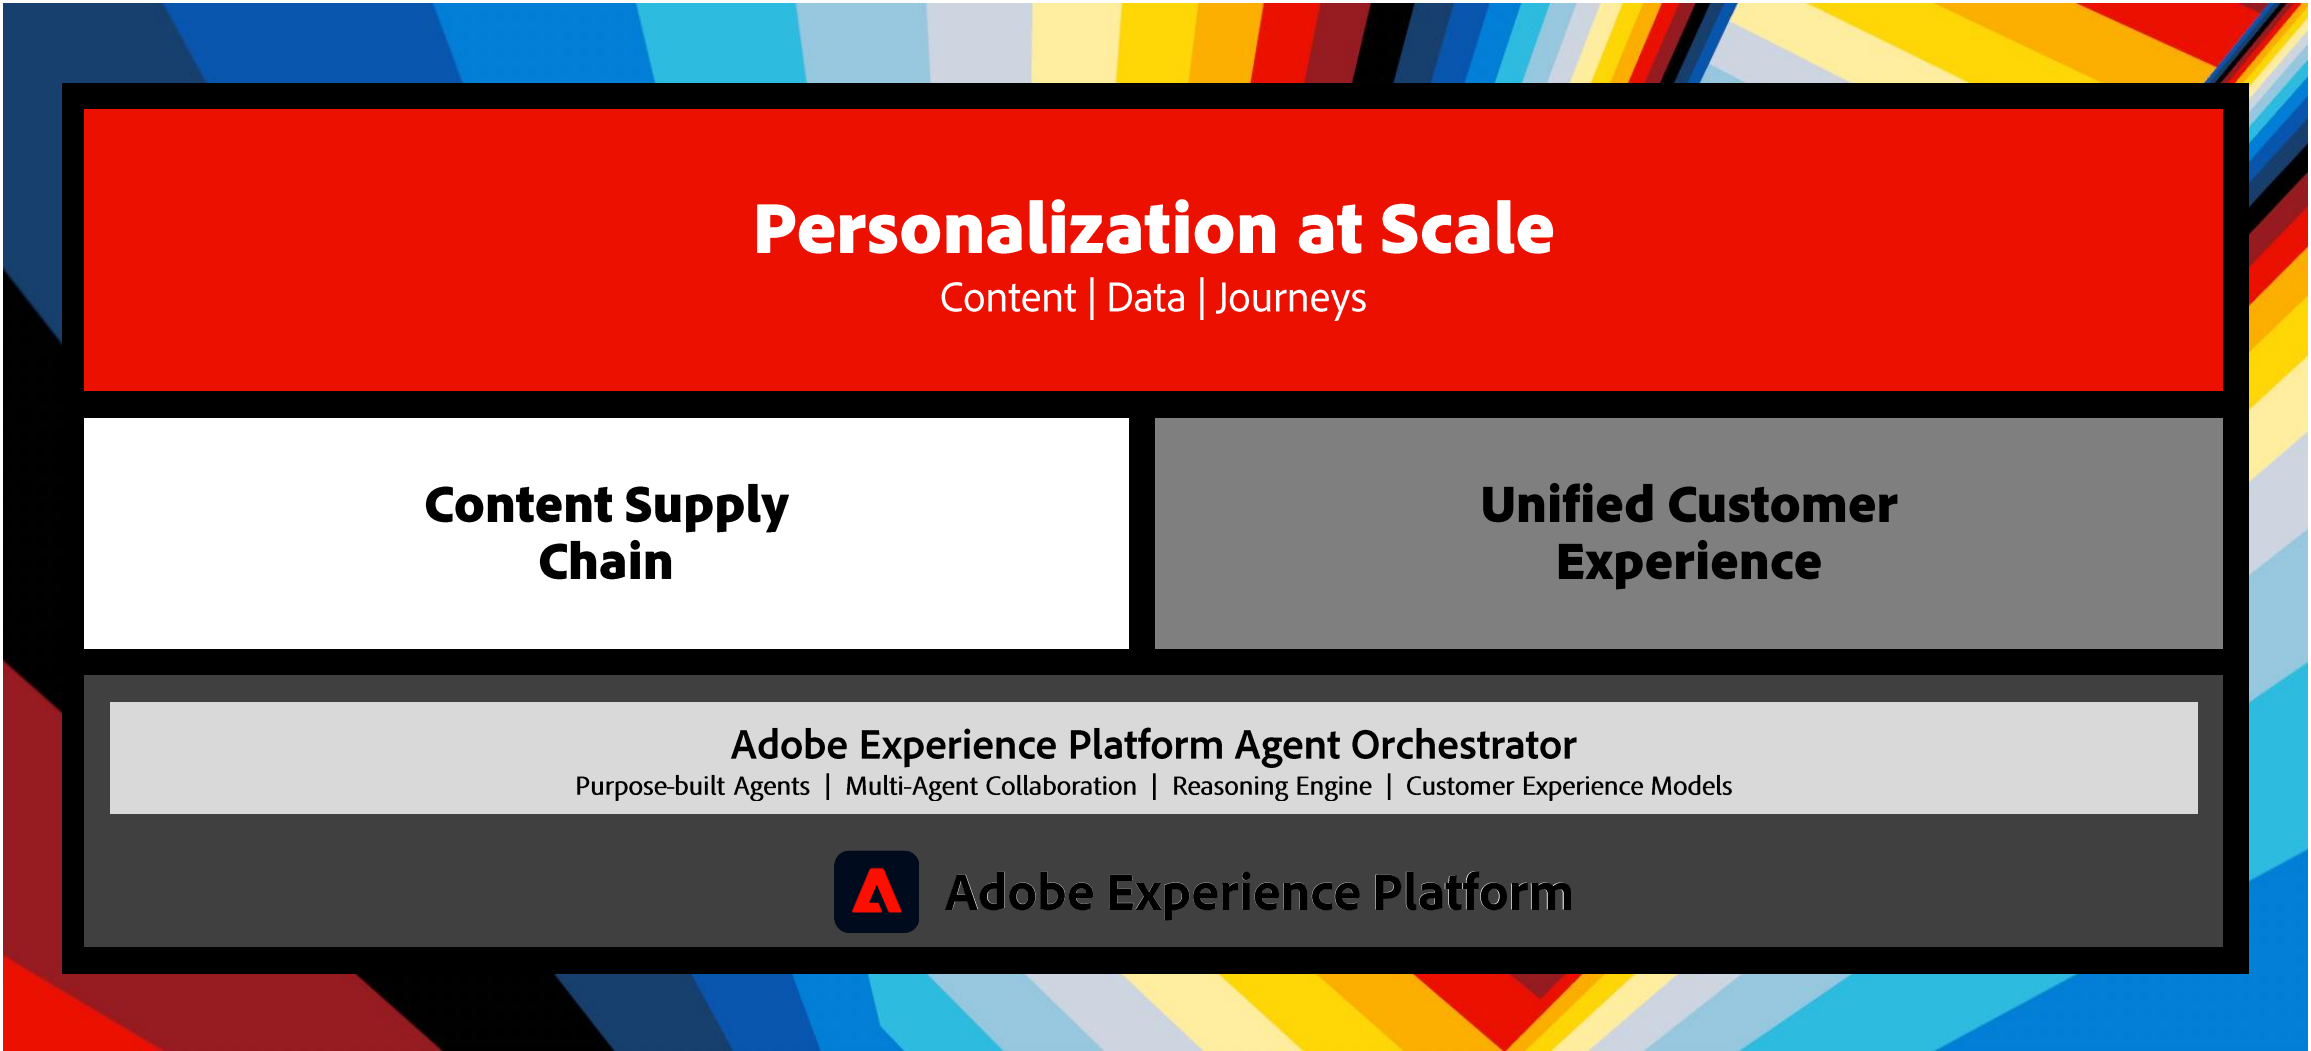 Personalization at Scale
Content | Data | Journeys
Content Supply
Chain
Unified Customer
Experience
Adobe Experience Platform Agent Orchestrator
Purpose-built Agents | Multi-Agent Collaboration | Reasoning Engine | Customer Experience Models
Adobe Experience Platform